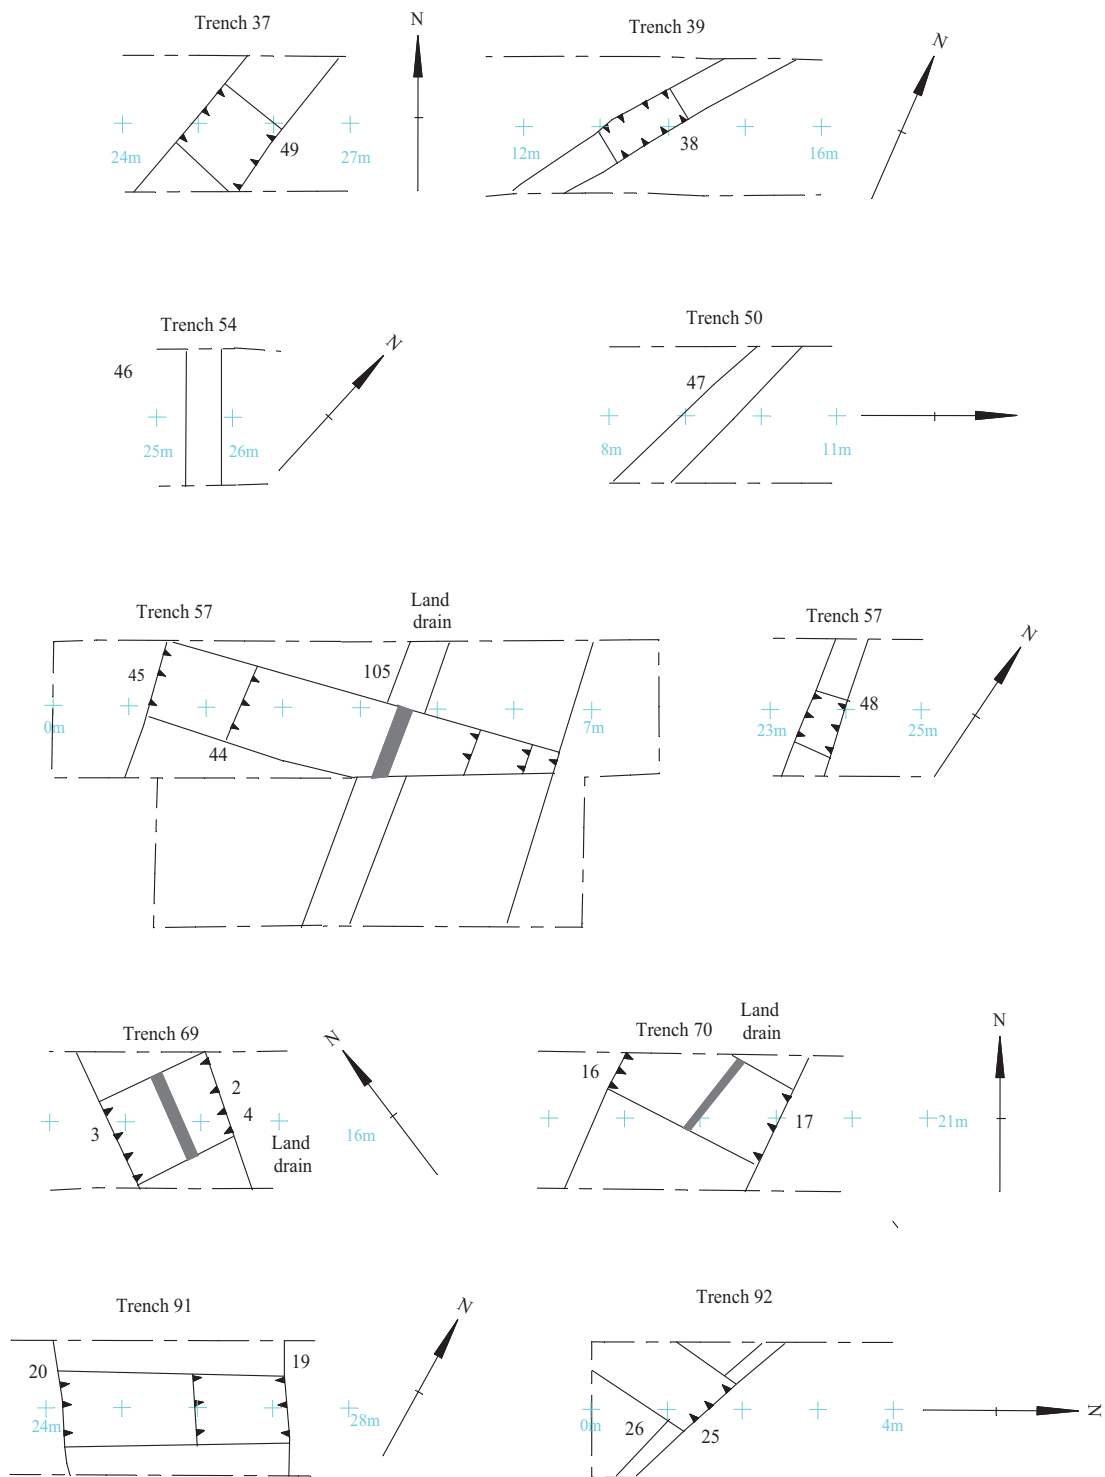 Trench 37
N
24m
49
27m
Trench 39
N
12m
38
16m
Trench 54
46
25m
26m
N
Trench 50
47
8m
11m
Trench 57
Land
drain
45
105
0m
44
7m
Trench 57
N
48
23m
25m
Trench 69
N
2
4
3
Land
drain
16m
Trench 70
Land
drain
N
16
17
21m
Trench 91
N
20
19
24m
28m
Trench 92
0m
26
25
4m
N